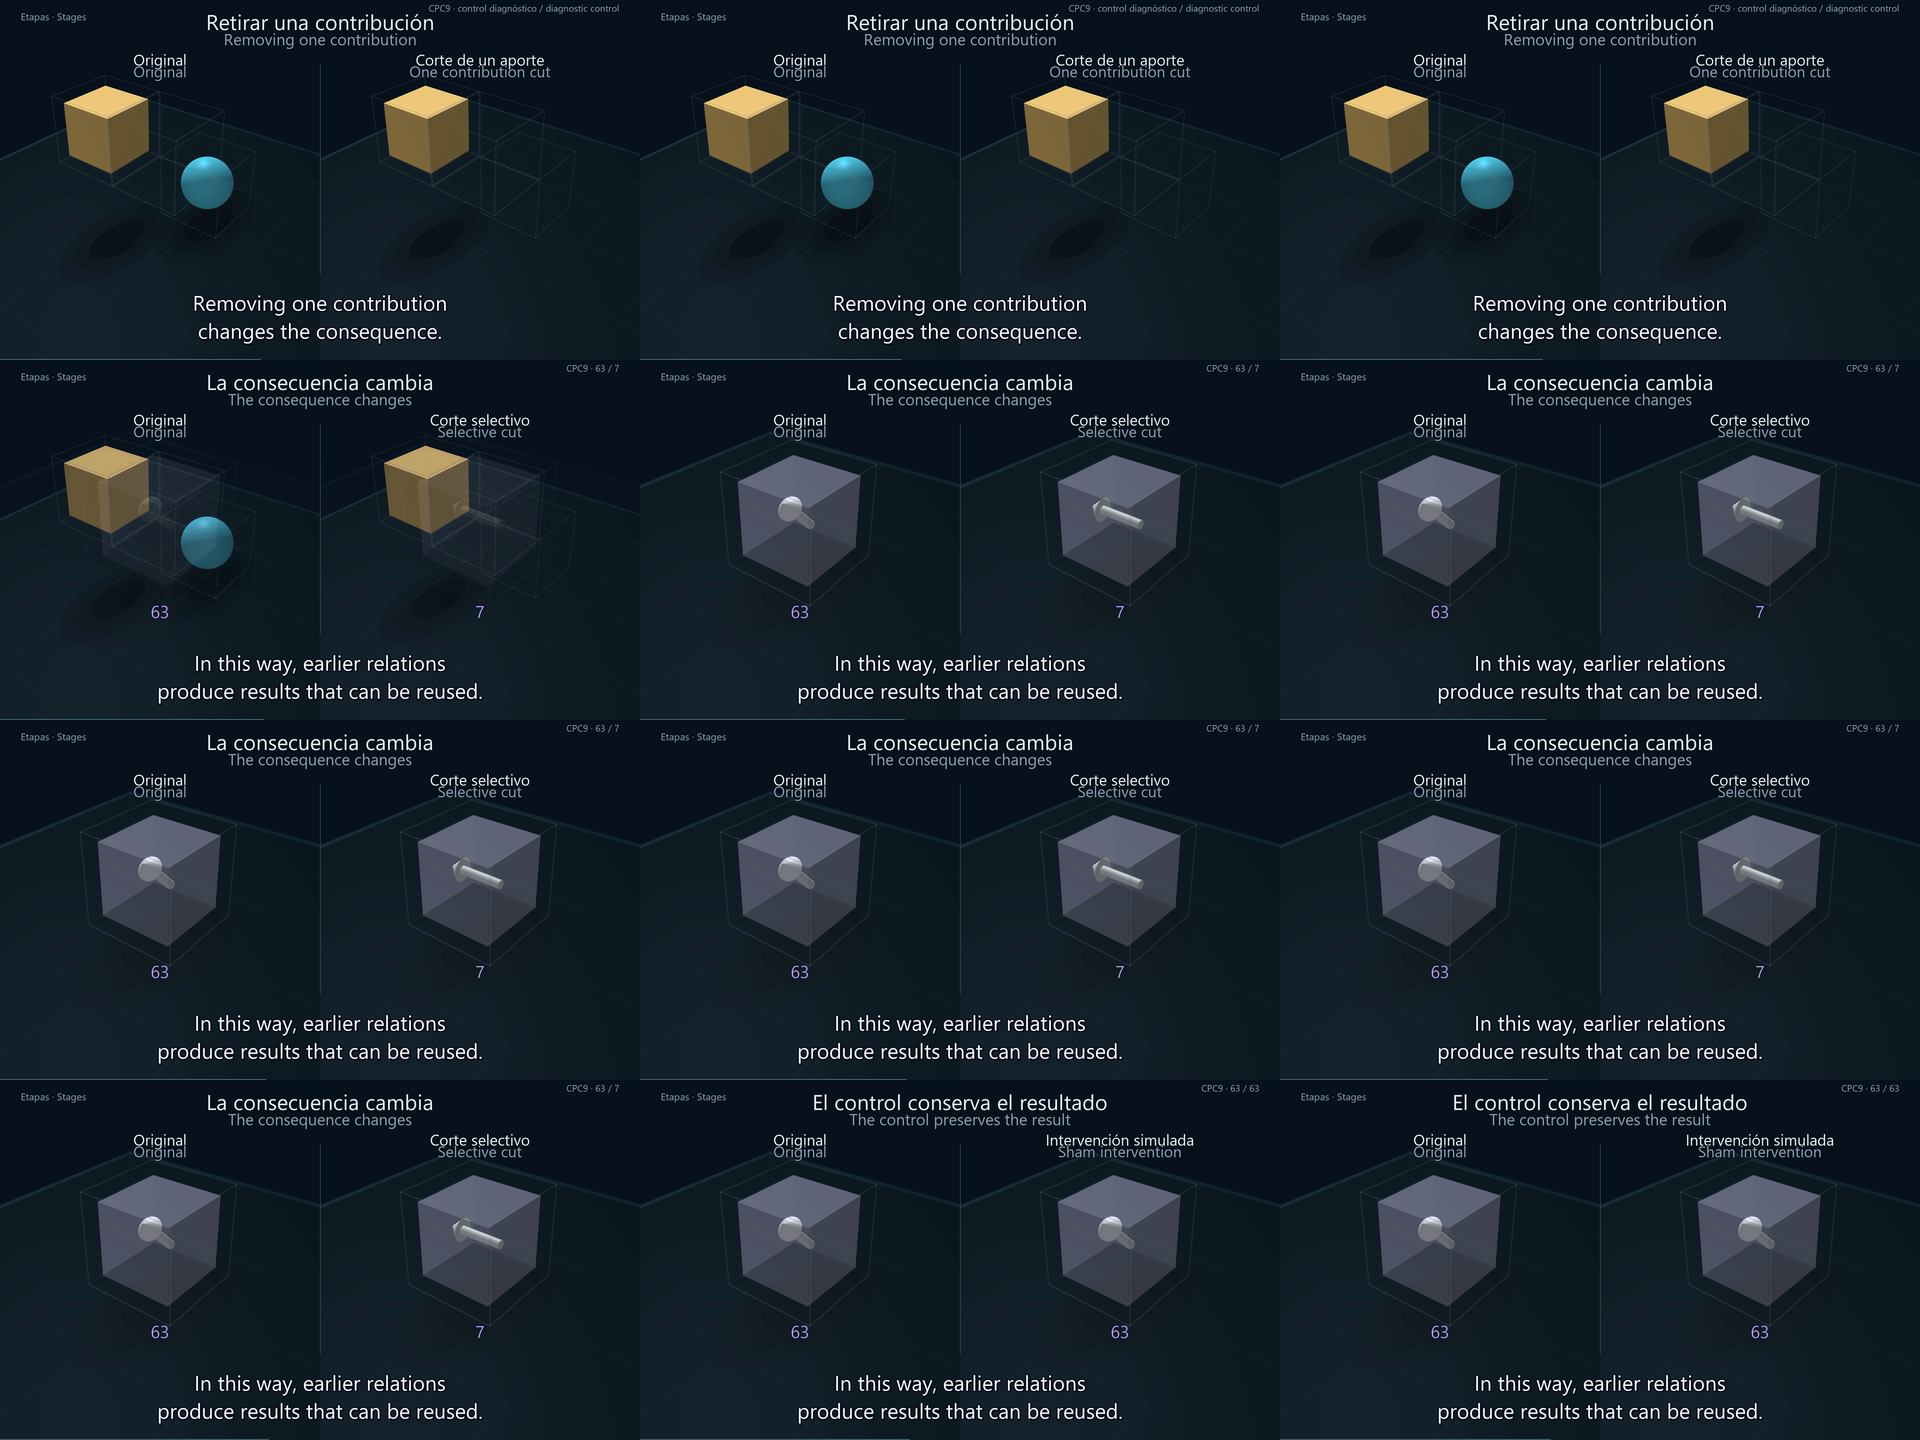 CPC9 · control diagnóstico / diagnostic control
Etapas · Stages
Retirar una contribución
Removing one contribution
Original
Original
Corte de un aporte
One contribution cut
Removing one contribution
changes the consequence.
CPC9 · control diagnóstico / diagnostic control
Etapas · Stages
Retirar una contribución
Removing one contribution
Original
Original
Corte de un aporte
One contribution cut
Removing one contribution
changes the consequence.
CPC9 · control diagnóstico / diagnostic control
Etapas · Stages
Retirar una contribución
Removing one contribution
Original
Original
Corte de un aporte
One contribution cut
Removing one contribution
changes the consequence.
CPC9 · 63 / 7
Etapas · Stages
La consecuencia cambia
The consequence changes
Original
Original
Corte selectivo
Selective cut
63
7
In this way, earlier relations
produce results that can be reused.
CPC9 · 63 / 7
Etapas · Stages
La consecuencia cambia
The consequence changes
Original
Original
Corte selectivo
Selective cut
63
7
In this way, earlier relations
produce results that can be reused.
CPC9 · 63 / 7
Etapas · Stages
La consecuencia cambia
The consequence changes
Original
Original
Corte selectivo
Selective cut
63
7
In this way, earlier relations
produce results that can be reused.
CPC9 · 63 / 7
Etapas · Stages
La consecuencia cambia
The consequence changes
Original
Original
Corte selectivo
Selective cut
63
7
In this way, earlier relations
produce results that can be reused.
CPC9 · 63 / 7
Etapas · Stages
La consecuencia cambia
The consequence changes
Original
Original
Corte selectivo
Selective cut
63
7
In this way, earlier relations
produce results that can be reused.
CPC9 · 63 / 7
Etapas · Stages
La consecuencia cambia
The consequence changes
Original
Original
Corte selectivo
Selective cut
63
7
In this way, earlier relations
produce results that can be reused.
CPC9 · 63 / 7
Etapas · Stages
La consecuencia cambia
The consequence changes
Original
Original
Corte selectivo
Selective cut
63
7
In this way, earlier relations
produce results that can be reused.
CPC9 · 63 / 63
Etapas · Stages
El control conserva el resultado
The control preserves the result
Original
Original
Intervención simulada
Sham intervention
63
63
In this way, earlier relations
produce results that can be reused.
CPC9 · 63 / 63
Etapas · Stages
El control conserva el resultado
The control preserves the result
Original
Original
Intervención simulada
Sham intervention
63
63
In this way, earlier relations
produce results that can be reused.